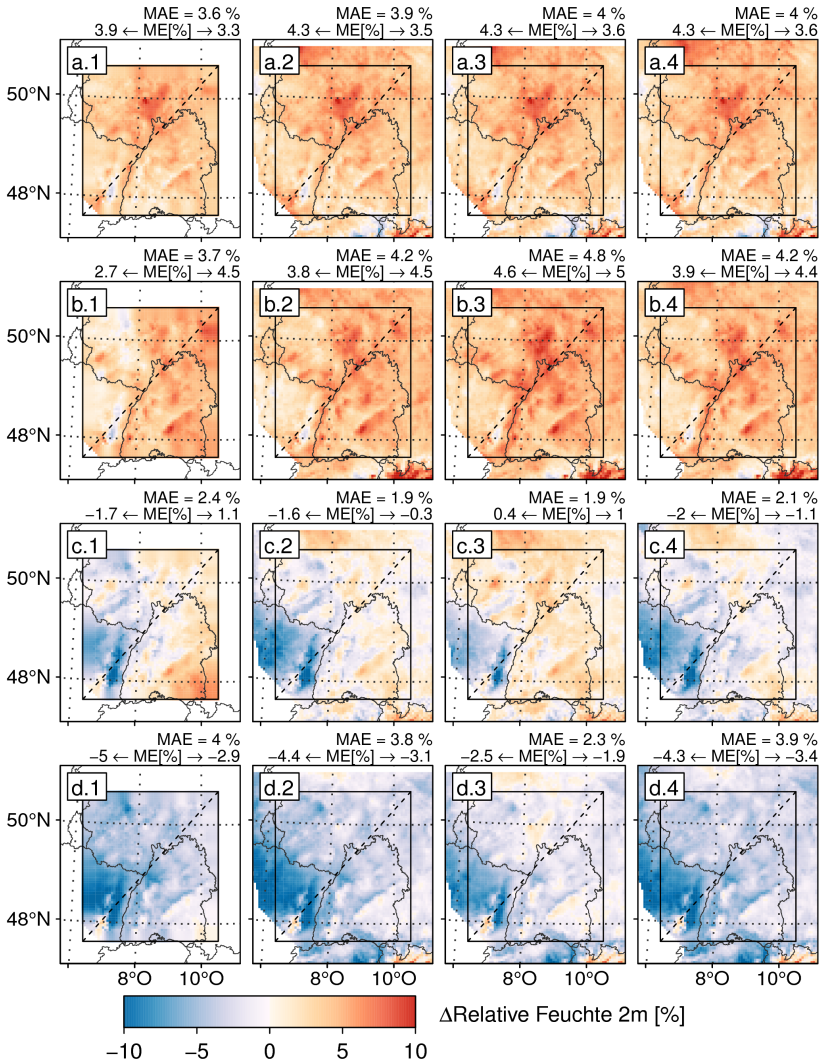 MAE = 3.6 % MAE = 3.9 % MAE = 4 % MAE = 4 %
3.9 ← ME[%] → 3.3 4.3 ← ME[%] → 3.5 4.3 ← ME[%] → 3.6 4.3 ← ME[%] → 3.6
a.1 a.2 a.3 a.4
50°N
48°N
MAE = 3.7 % MAE = 4.2 % MAE = 4.8 % MAE = 4.2 %
2.7 ← ME[%] → 4.5 3.8 ← ME[%] → 4.5 4.6 ← ME[%] → 5 3.9 ← ME[%] → 4.4
b.1 b.2 b.3 b.4
50°N
48°N
MAE = 2.4 % MAE = 1.9 % MAE = 1.9 % MAE = 2.1 %
−1.7 ← ME[%] → 1.1 −1.6 ← ME[%] → −0.3 0.4 ← ME[%] → 1 −2 ← ME[%] → −1.1
c.1 c.2 c.3 c.4
50°N
48°N
MAE = 4 % MAE = 3.8 % MAE = 2.3 % MAE = 3.9 %
−5 ← ME[%] → −2.9 −4.4 ← ME[%] → −3.1 −2.5 ← ME[%] → −1.9 −4.3 ← ME[%] → −3.4
d.1 d.2 d.3 d.4
50°N
48°N
8°O 10°O 8°O 10°O 8°O 10°O 8°O 10°O
ΔRelative Feuchte 2m [%]
−10 −5 0 5 10